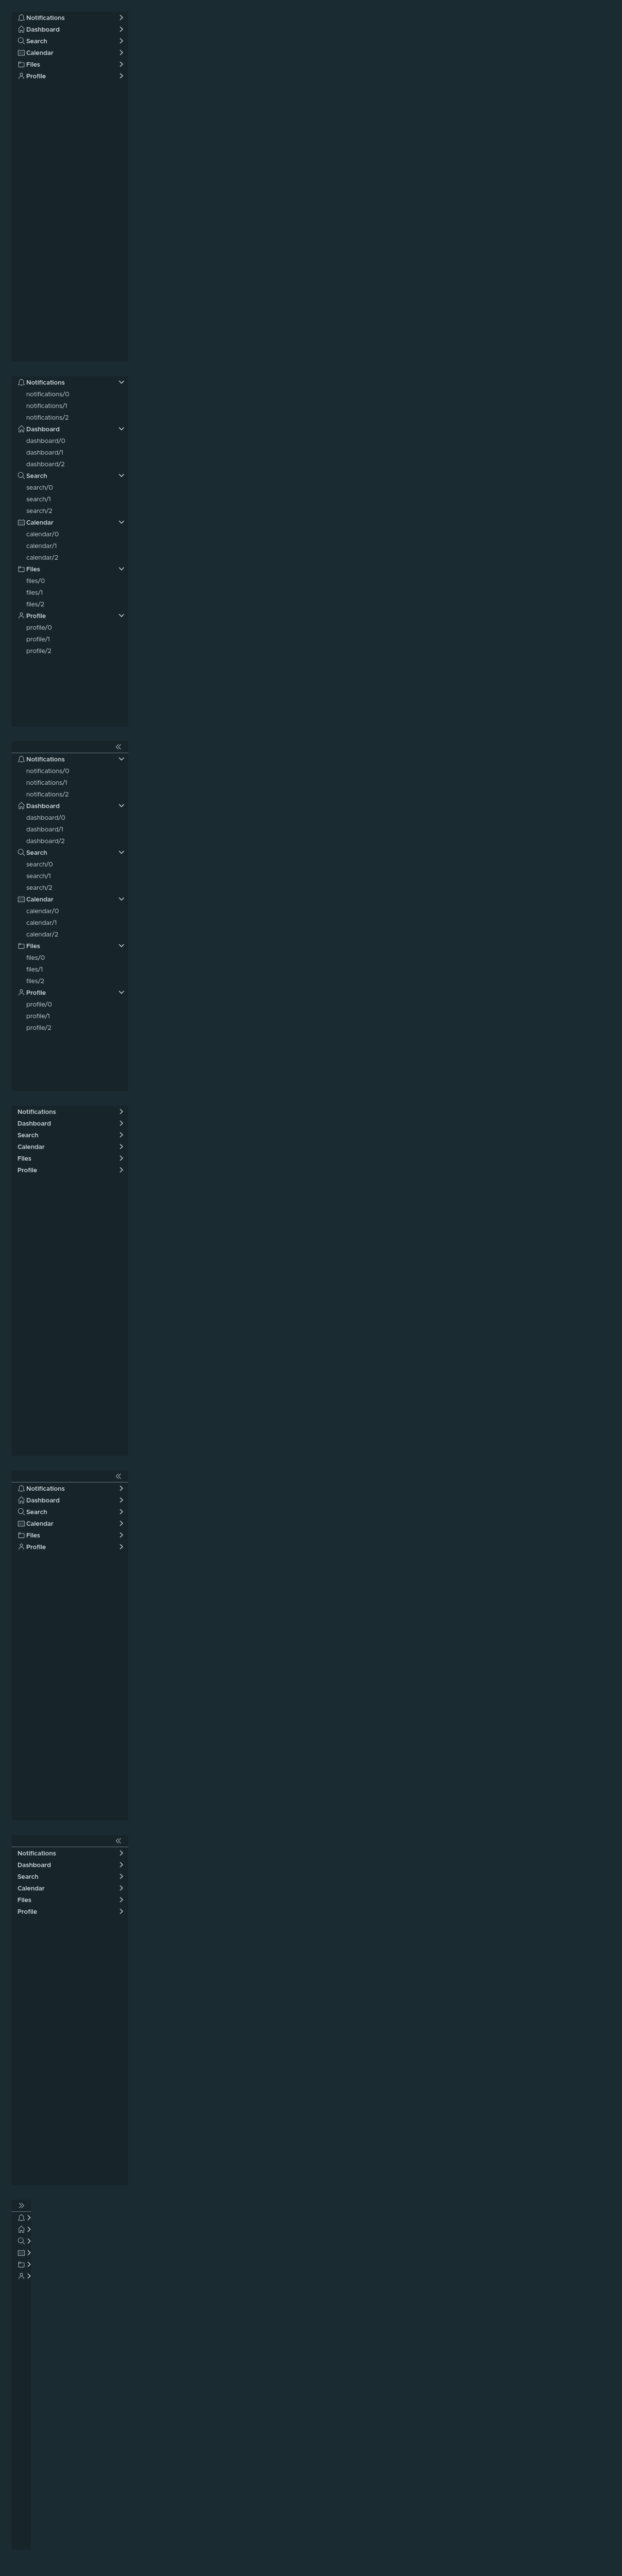 Notifications
Dashboard
Search
Calendar
Files
Profile
Notifications
notifications/0
notifications/1
notifications/2
Dashboard
dashboard/0
dashboard/1
dashboard/2
Search
search/0
search/1
search/2
Calendar
calendar/0
calendar/1
calendar/2
Files
files/0
files/1
files/2
Profile
profile/0
profile/1
profile/2
Notifications
notifications/0
notifications/1
notifications/2
Dashboard
dashboard/0
dashboard/1
dashboard/2
Search
search/0
search/1
search/2
Calendar
calendar/0
calendar/1
calendar/2
Files
files/0
files/1
files/2
Profile
profile/0
profile/1
profile/2
Notifications
Dashboard
Search
Calendar
Files
Profile
Notifications
Dashboard
Search
Calendar
Files
Profile
Notifications
Dashboard
Search
Calendar
Files
Profile